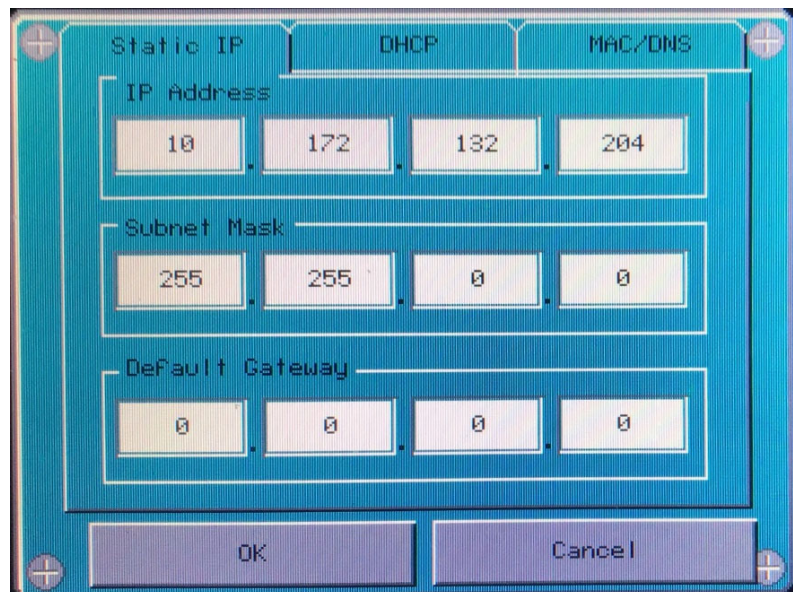 Static IP DHCP MAC/DNS
IP Address
10 . 172 . 132 . 204
Subnet Mask
255 . 255 . 0 . 0
Default Gateway
0 . 0 . 0 . 0
OK Cancel